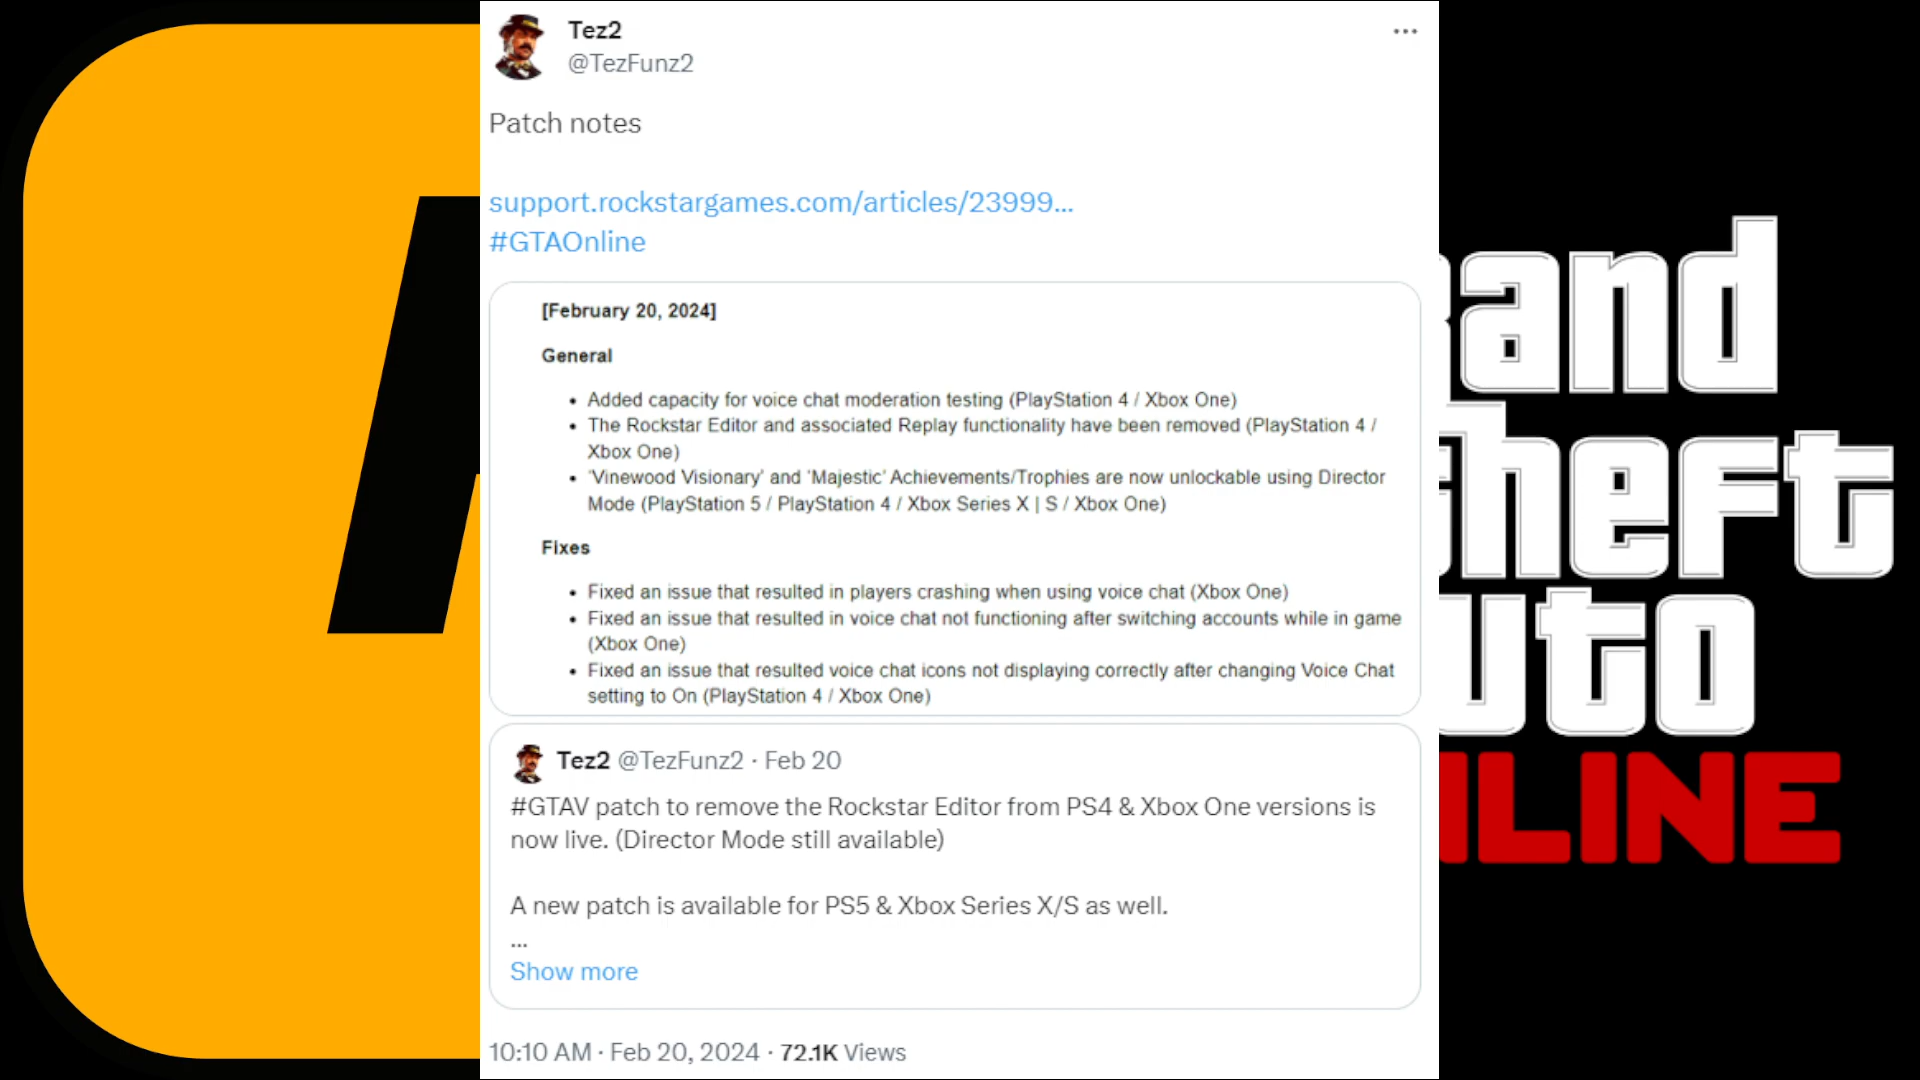 Tez2
@TezFunz2
Patch notes
support.rockstargames.com/articles/23999...
#GTAOnline
[February 20, 2024]
General
• Added capacity for voice chat moderation testing (PlayStation 4 / Xbox One)
• The Rockstar Editor and associated Replay functionality have been removed (PlayStation 4 /
Xbox One)
• 'Vinewood Visionary' and 'Majestic' Achievements/Trophies are now unlockable using Director
Mode (PlayStation 5 / PlayStation 4 / Xbox Series X | S / Xbox One)
Fixes
• Fixed an issue that resulted in players crashing when using voice chat (Xbox One)
• Fixed an issue that resulted in voice chat not functioning after switching accounts while in game
(Xbox One)
• Fixed an issue that resulted voice chat icons not displaying correctly after changing Voice Chat
setting to On (PlayStation 4 / Xbox One)
Tez2 @TezFunz2 · Feb 20
#GTAV patch to remove the Rockstar Editor from PS4 & Xbox One versions is
now live. (Director Mode still available)
A new patch is available for PS5 & Xbox Series X/S as well.
...
Show more
10:10 AM · Feb 20, 2024 · 72.1K Views
and
heft
uto
LINE